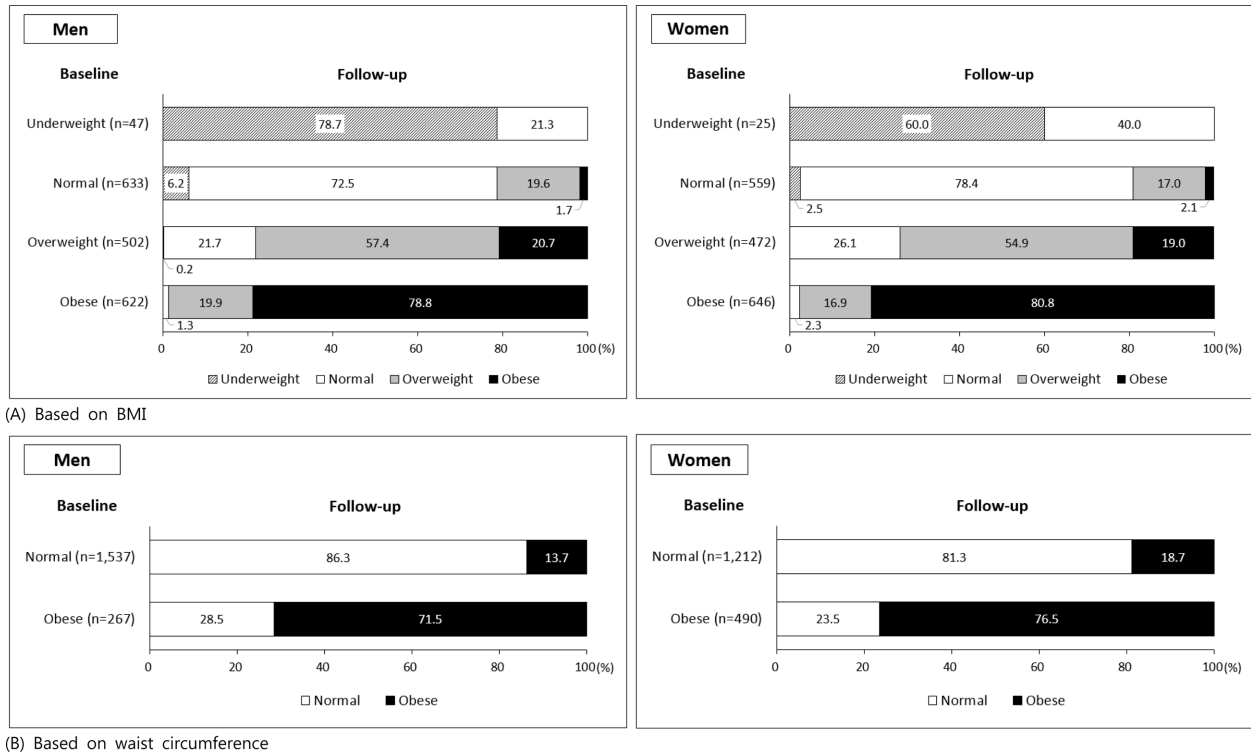 Men
Baseline Follow-up
Underweight (n=47) 78.7 21.3
Normal (n=633) 6.2 72.5 19.6
1.7
Overweight (n=502) 21.7 57.4 20.7
0.2
Obese (n=622) 19.9 78.8
1.3
0 20 40 60 80 100(%)
Underweight Normal Overweight Obese
Women
Baseline Follow-up
Underweight (n=25) 60.0 40.0
Normal (n=559) 78.4 17.0
2.5 2.1
Overweight (n=472) 26.1 54.9 19.0
Obese (n=646) 16.9 80.8
2.3
0 20 40 60 80 100(%)
Underweight Normal Overweight Obese
(A) Based on BMI
Men
Baseline Follow-up
Normal (n=1,537) 86.3 13.7
Obese (n=267) 28.5 71.5
0 20 40 60 80 100(%)
Normal Obese
Women
Baseline Follow-up
Normal (n=1,212) 81.3 18.7
Obese (n=490) 23.5 76.5
0 20 40 60 80 100(%)
Normal Obese
(B) Based on waist circumference